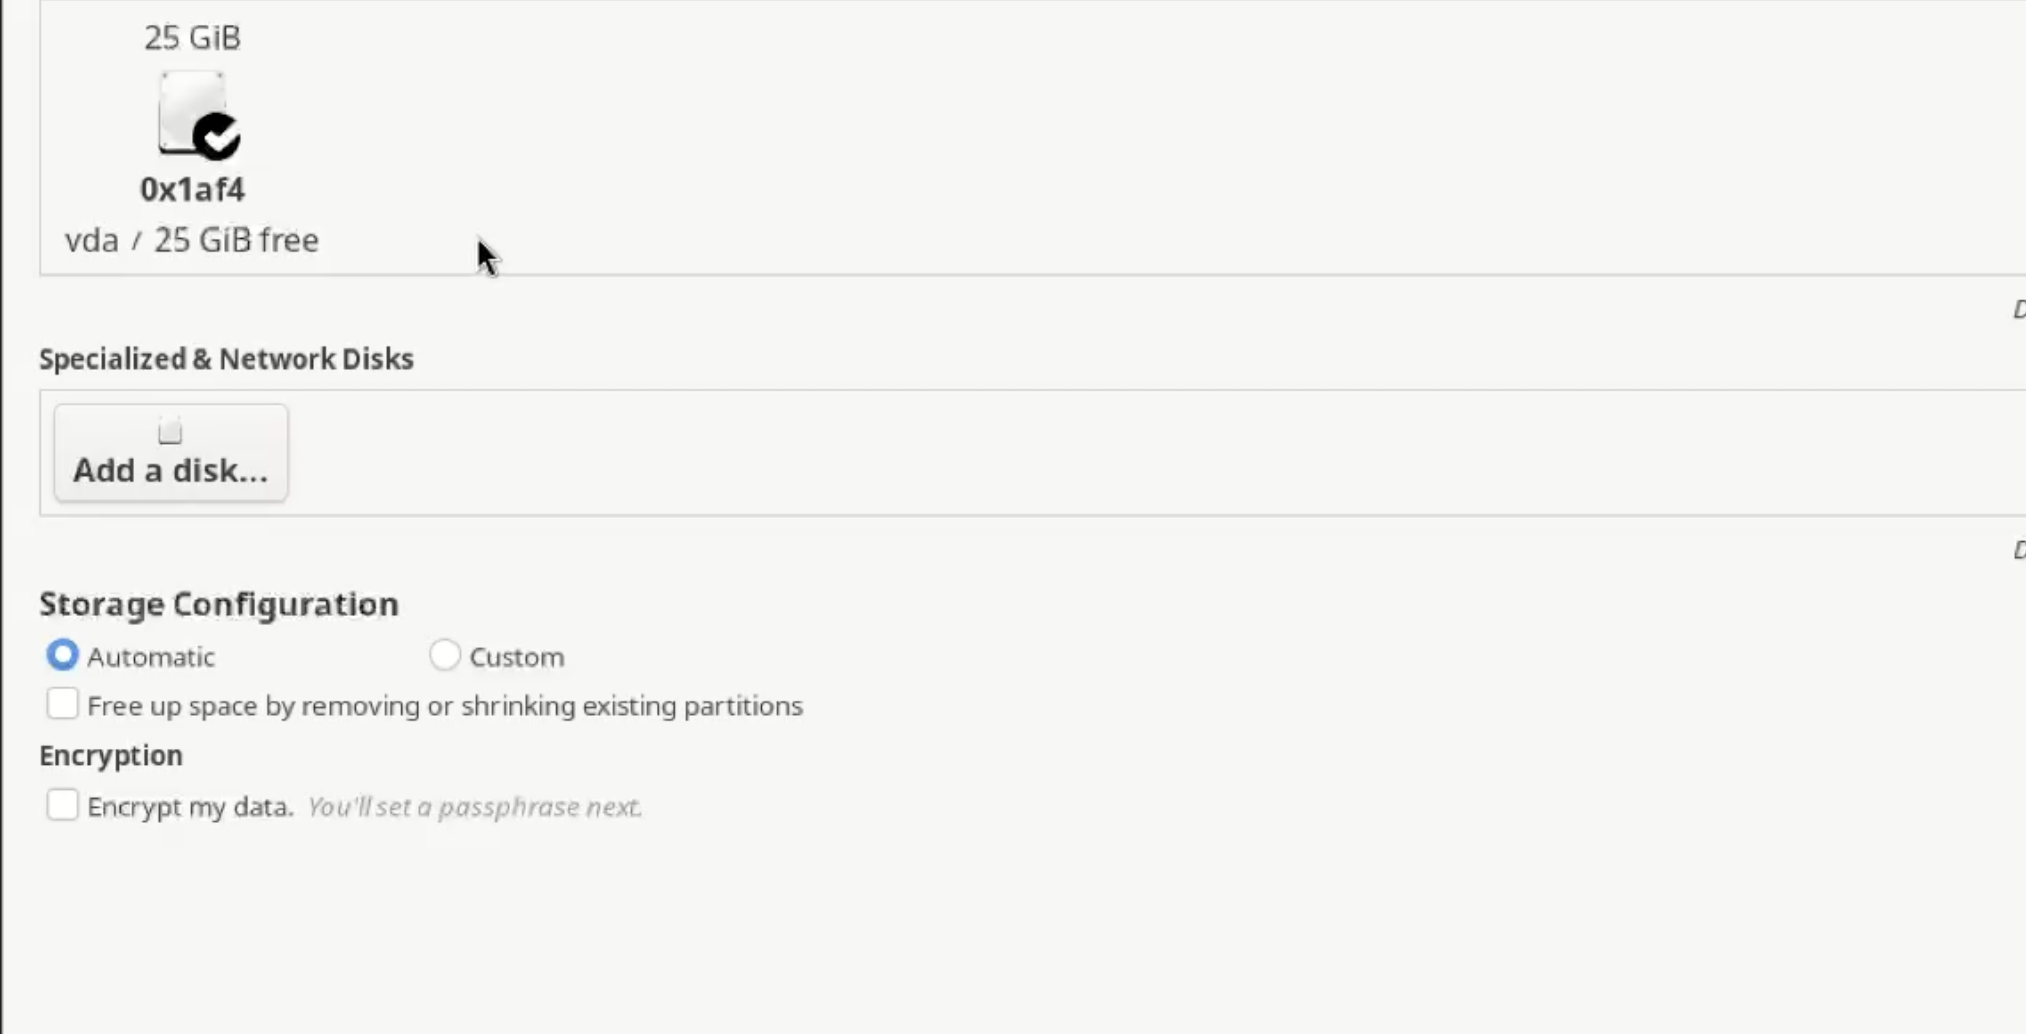 25 GiB
0x1af4
vda / 25 GiB free
Specialized & Network Disks
Add a disk...
Storage Configuration
Automatic Custom
Free up space by removing or shrinking existing partitions
Encryption
Encrypt my data. You'll set a passphrase next.